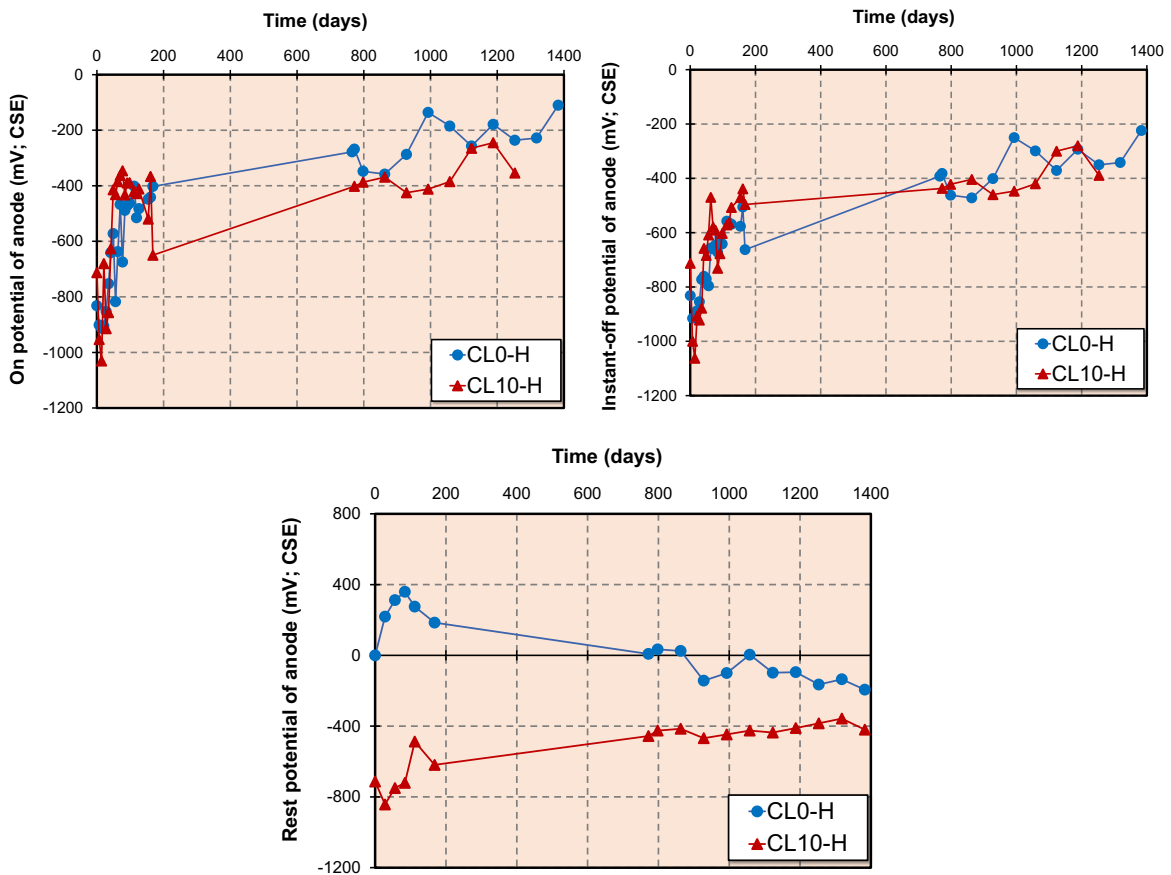 Time (days)
0 200 400 600 800 1000 1200 1400
0
-200
-400
-600
-800
-1000
-1200
On potential of anode (mV; CSE)
CL0-H
CL10-H
Time (days)
0 200 400 600 800 1000 1200 1400
0
-200
-400
-600
-800
-1000
-1200
Instant-off potential of anode (mV; CSE)
CL0-H
CL10-H
Time (days)
0 200 400 600 800 1000 1200 1400
800
400
0
-400
-800
-1200
Rest potential of anode (mV; CSE)
CL0-H
CL10-H